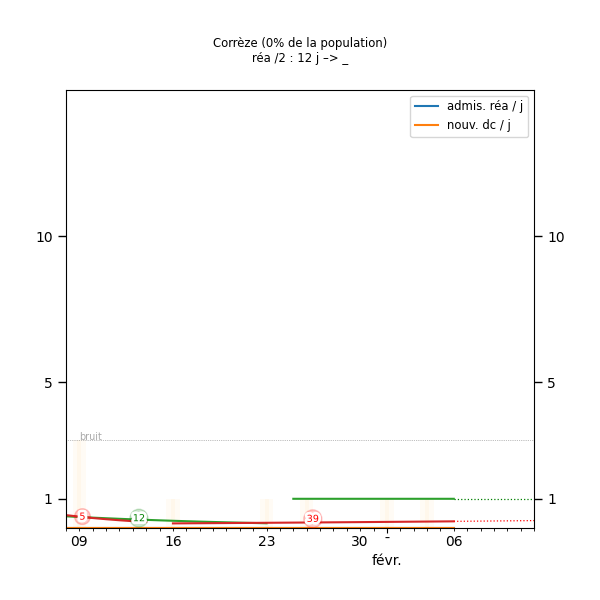 Corrèze (0% de la population)
réa /2 : 12 j –> _
admis. réa / j
nouv. dc / j
10 10
5 5
bruit
1 1
5 12 39
09 16 23 30 - 06
févr.